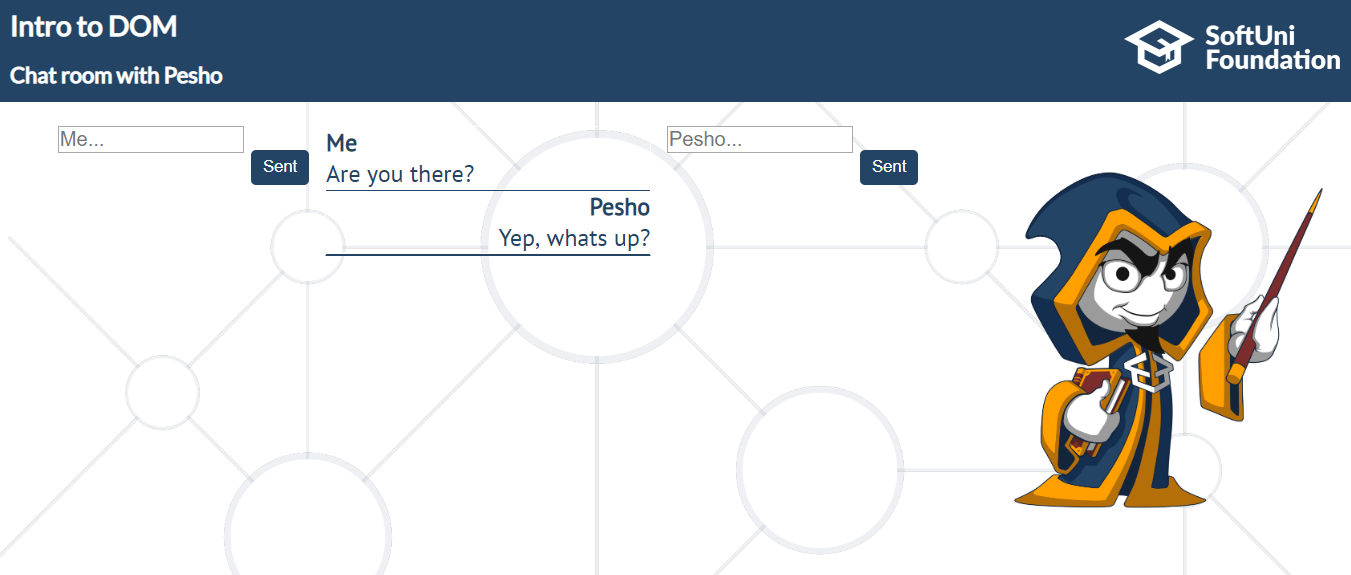 Intro to DOM
Chat room with Pesho
SoftUni
Foundation
Me...
Sent
Me
Are you there?
Pesho
Yep, whats up?
Pesho...
Sent